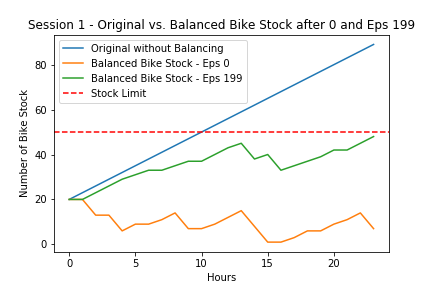 Session 1 - Original vs. Balanced Bike Stock after 0 and Eps 199
Original without Balancing
Balanced Bike Stock - Eps 0
Balanced Bike Stock - Eps 199
Stock Limit
Number of Bike Stock
80
60
40
20
0
0
5
10
15
20
Hours